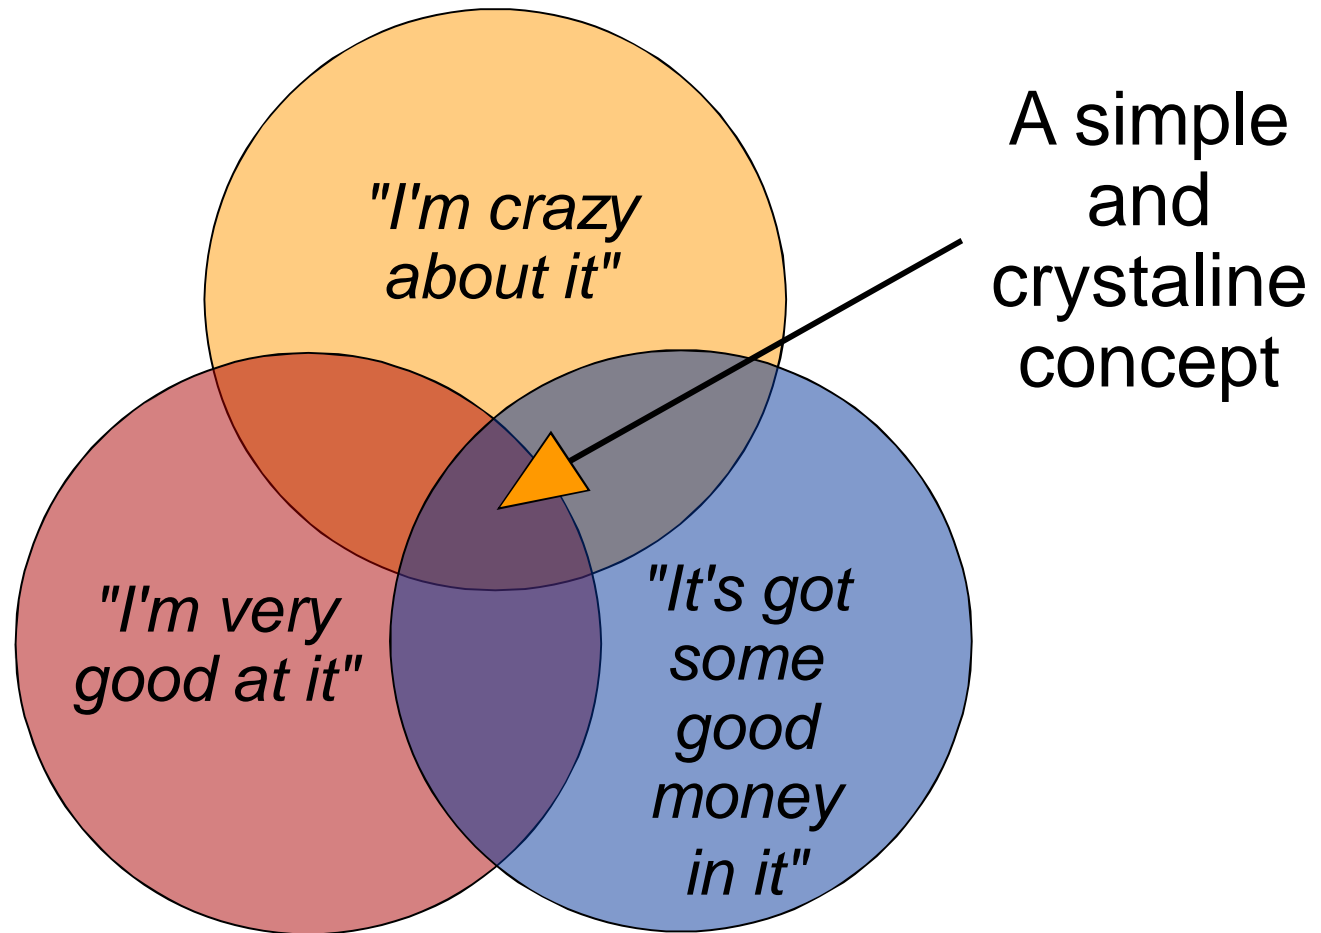 "I'm crazy
about it"
A simple
and
crystaline
concept
"I'm very
good at it"
"It's got
some
good
money
in it"